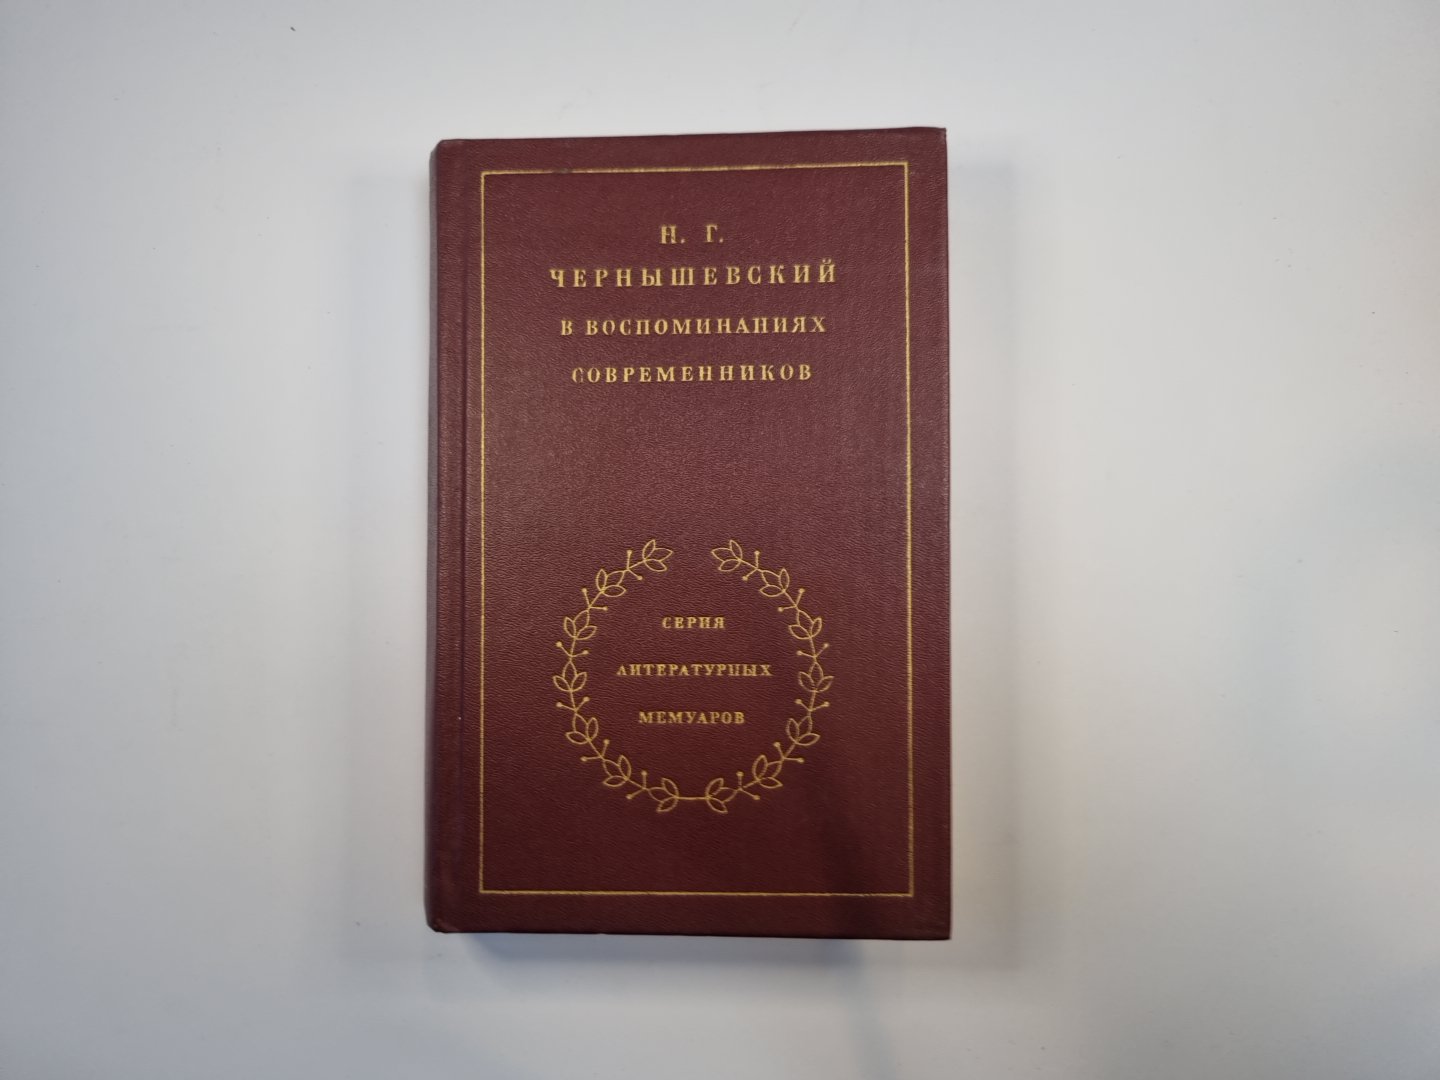 Н. Г.
ЧЕРНЫШЕВСКИЙ
В ВОСПОМИНАНИЯХ
СОВРЕМЕННИКОВ
СЕРИЯ
ЛИТЕРАТУРНЫХ
МЕМУАРОВ